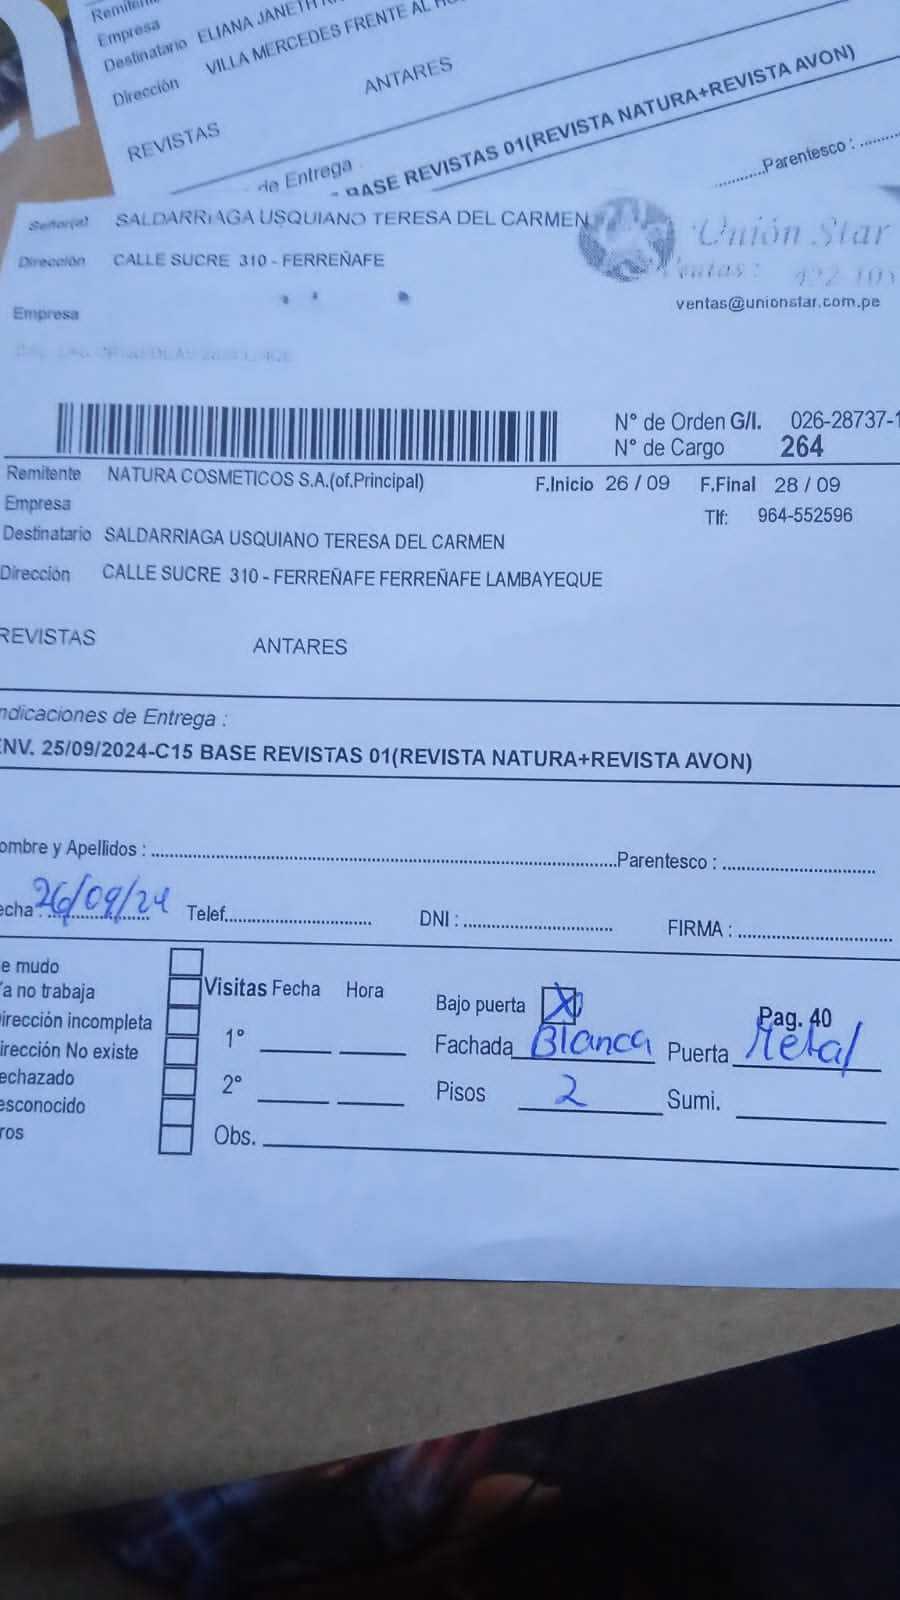 Empresa
Destinatario ELIANA JANETH
Dirección VILLA MERCEDES FRENTE AL
REVISTAS ANTARES
de Entrega
BASE REVISTAS 01(REVISTA NATURA+REVISTA AVON)
Parentesco :
Señor(a) SALDARRIAGA USQUIANO TERESA DEL CARMEN
Unión Star
Dirección CALLE SUCRE 310 - FERREÑAFE
Ventas:
ventas@unionstar.com.pe
Empresa
N° de Orden G/I. 026-28737-1
N° de Cargo 264
Remitente NATURA COSMETICOS S.A.(of.Principal) F.Inicio 26 / 09 F.Final 28 / 09
Empresa Tlf: 964-552596
Destinatario SALDARRIAGA USQUIANO TERESA DEL CARMEN
Dirección CALLE SUCRE 310 - FERREÑAFE FERREÑAFE LAMBAYEQUE
REVISTAS ANTARES
ndicaciones de Entrega :
ENV. 25/09/2024-C15 BASE REVISTAS 01(REVISTA NATURA+REVISTA AVON)
ombre y Apellidos : Parentesco :
echa : 26/09/24 Telef. DNI : FIRMA :
e mudo
a no trabaja Visitas Fecha Hora Bajo puerta X Pag. 40
irección incompleta 1° Fachada Blanca Puerta Metal
irección No existe
echazado 2° Pisos 2 Sumi.
esconocido
ros Obs.